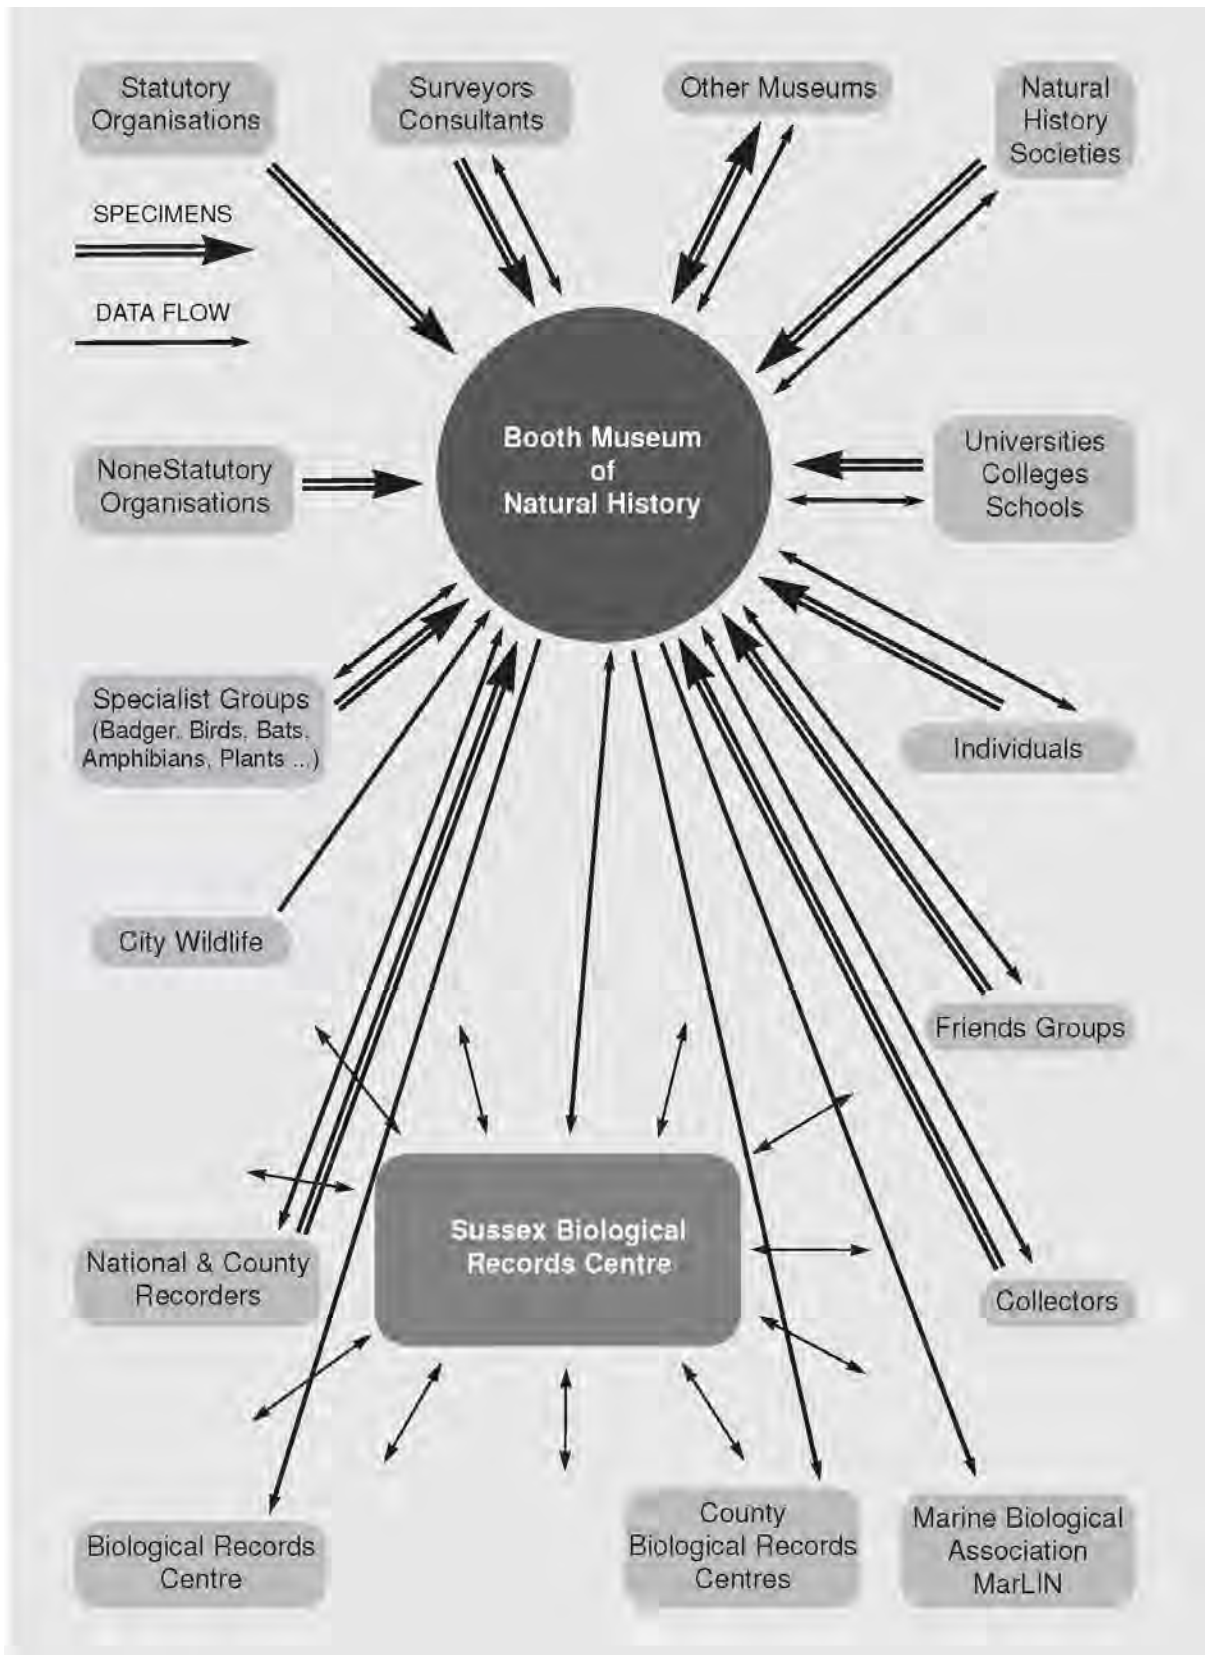 Statutory
Organisations
Surveyors
Consultants
Other Museums
Natural
History
Societies
SPECIMENS
DATA FLOW
Booth Museum
of
Natural History
NoneStatutory
Organisations
Universities
Colleges
Schools
Specialist Groups
(Badger, Birds, Bats,
Amphibians, Plants ...)
Individuals
City Wildlife
Friends Groups
Sussex Biological
Records Centre
National & County
Recorders
Collectors
Biological Records
Centre
County
Biological Records
Centres
Marine Biological
Association
MarLIN